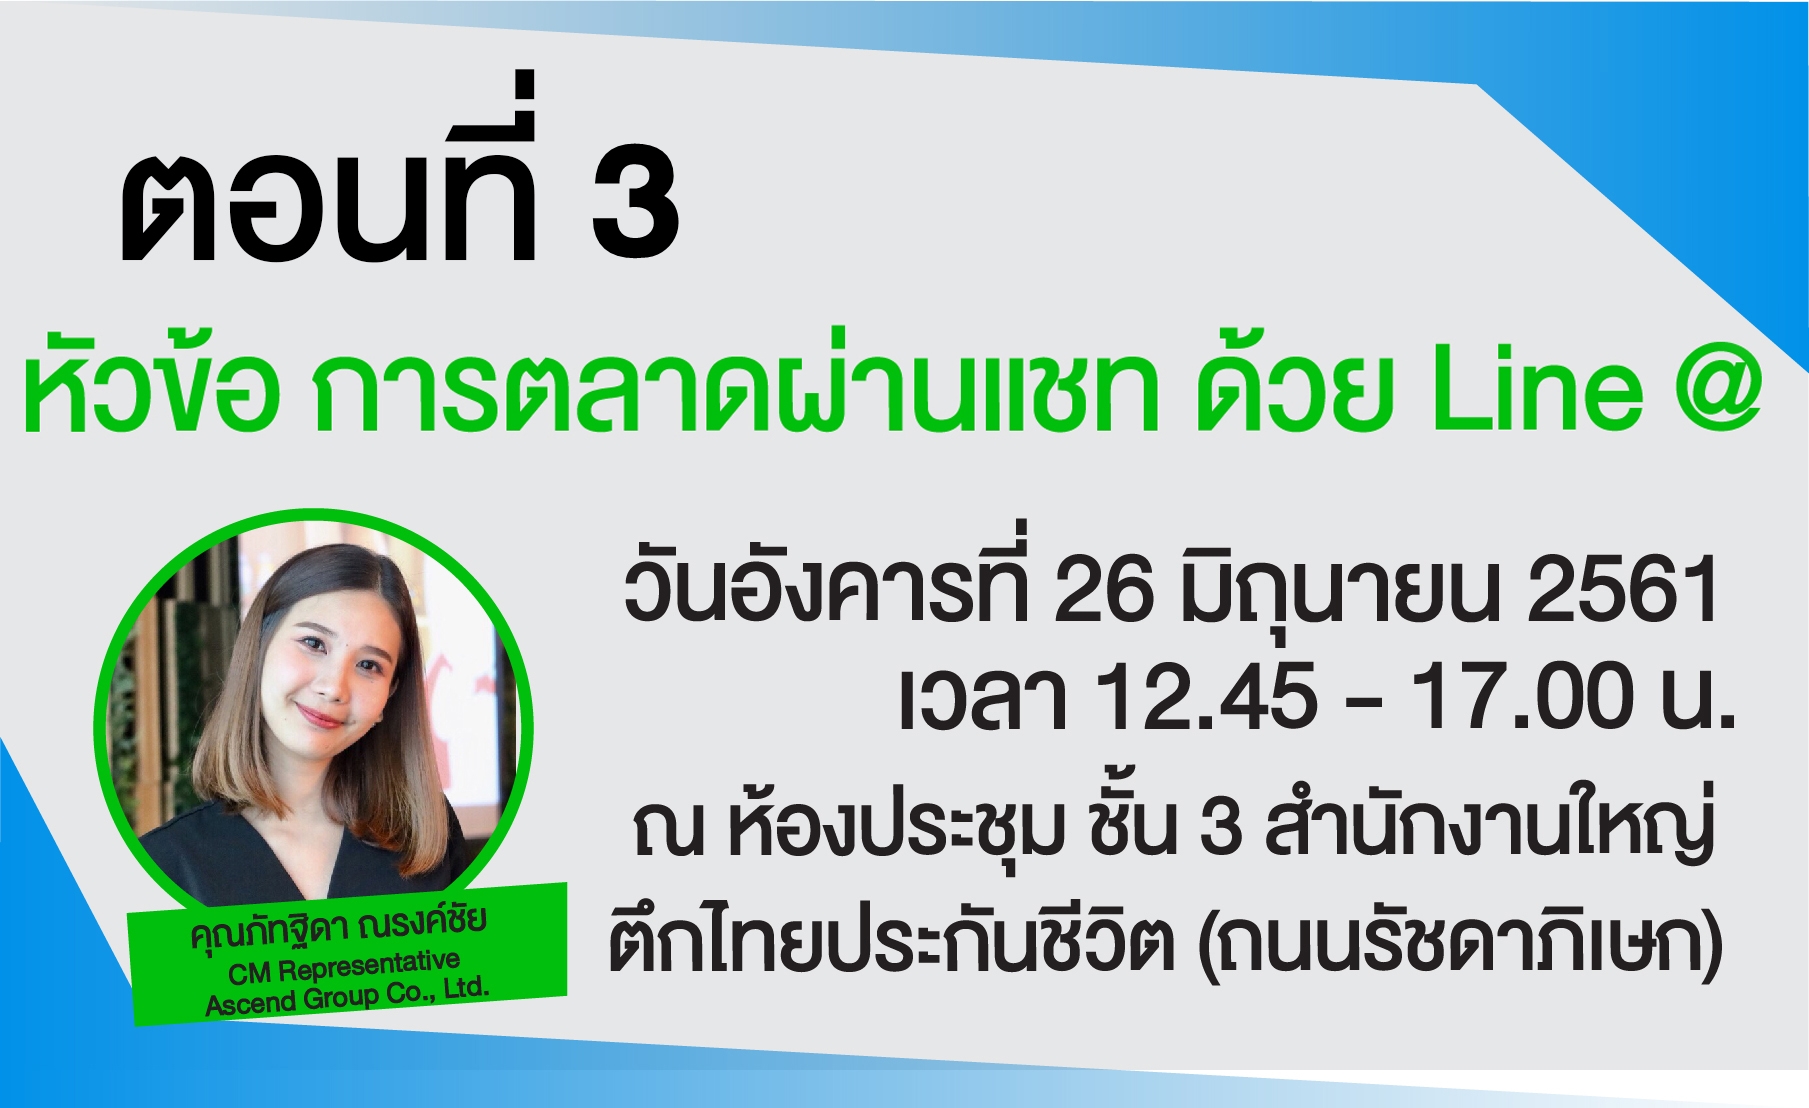 ตอนที่ 3
หัวข้อ การตลาดผ่านแชท ด้วย Line @
วันอังคารที่ 26 มิถุนายน 2561
เวลา 12.45 - 17.00 น.
ณ ห้องประชุม ชั้น 3 สำนักงานใหญ่
ตึกไทยประกันชีวิต (ถนนรัชดาภิเษก)
คุณภัทฐิดา ณรงค์ชัย
CM Representative
Ascend Group Co., Ltd.